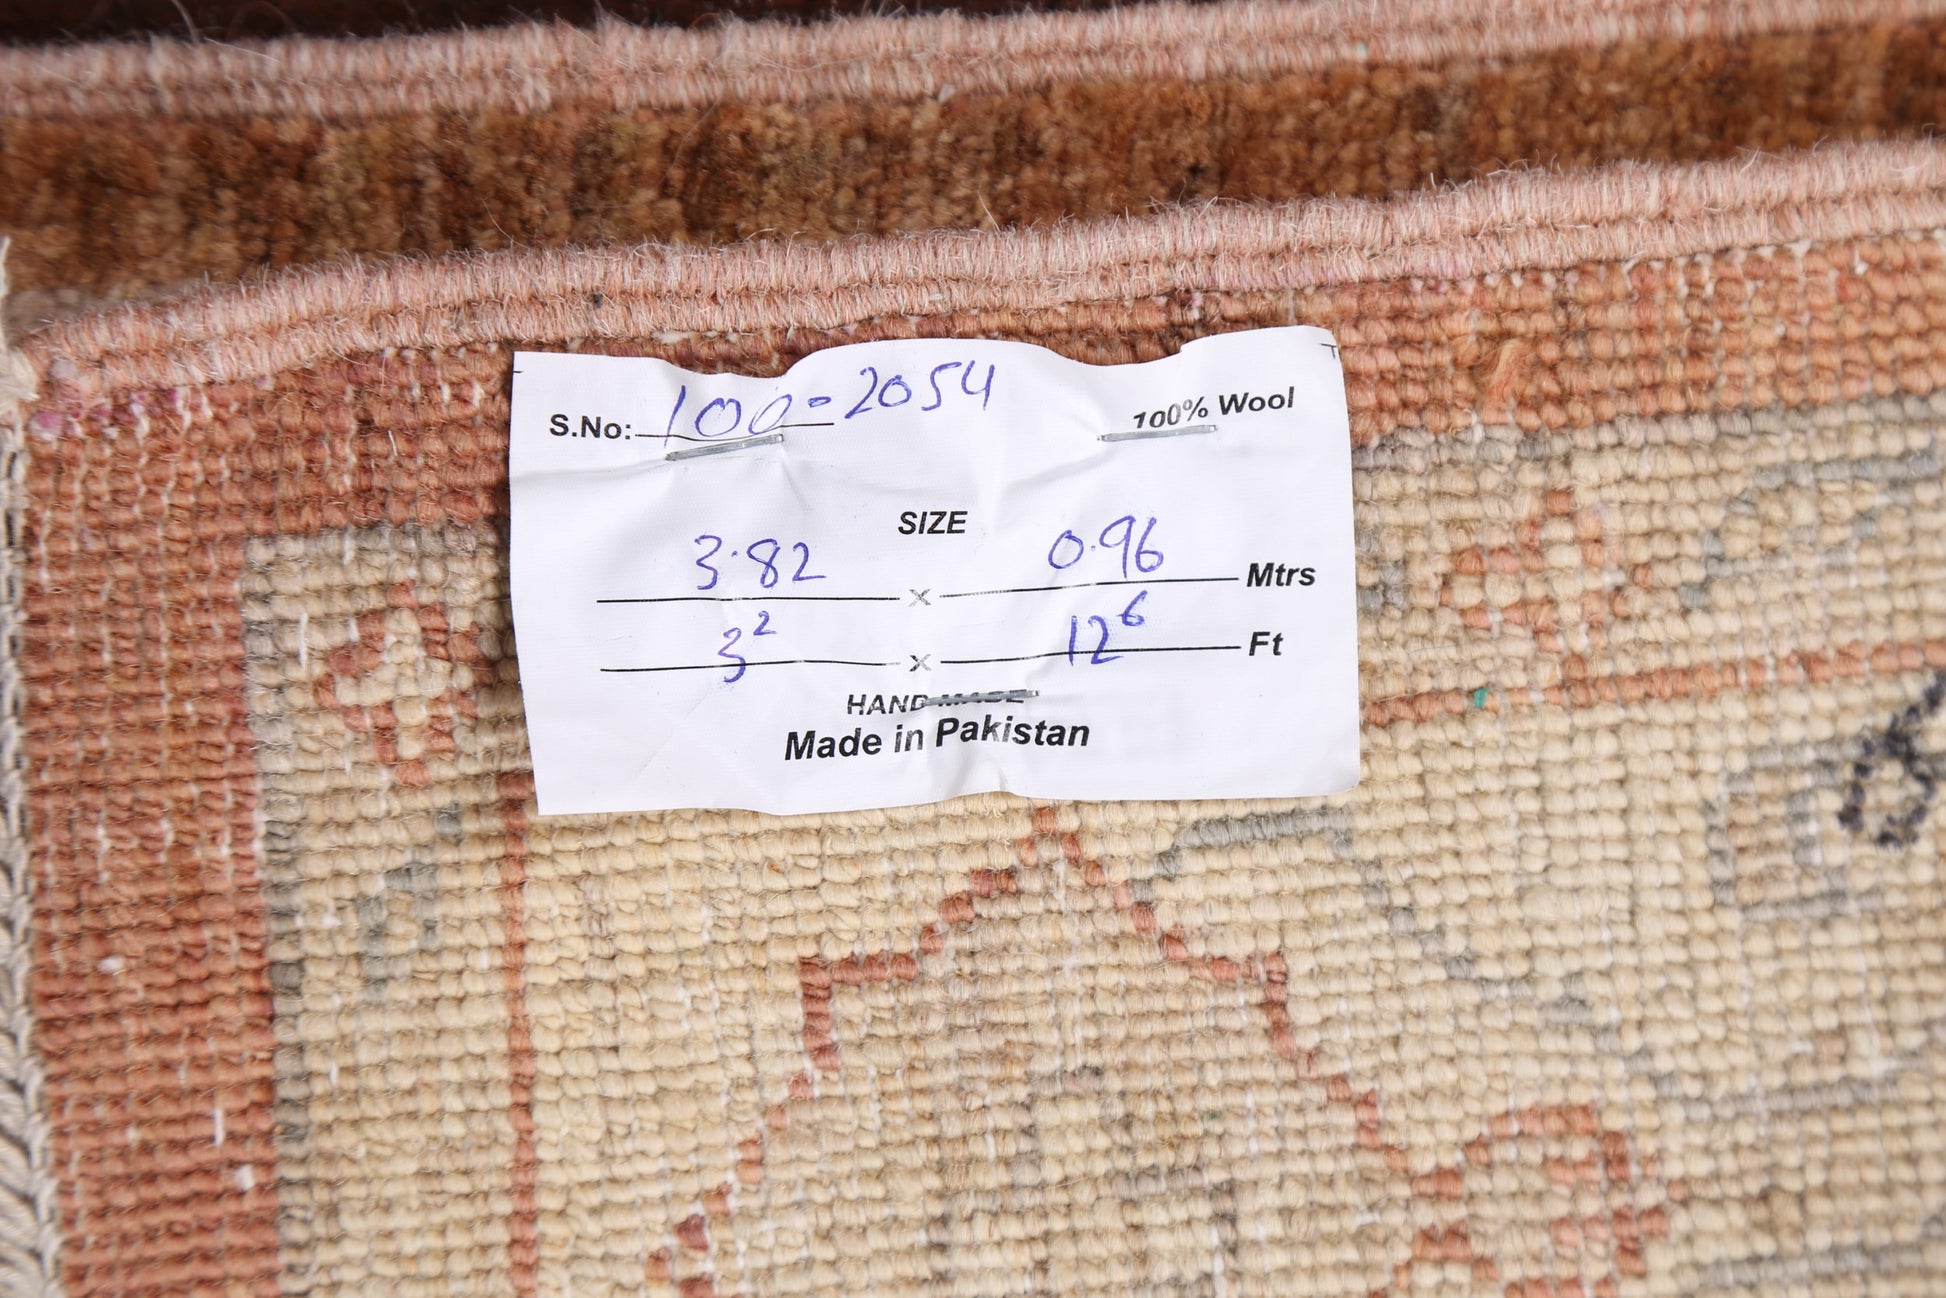 S.No: 100-2054 100% Wool
SIZE
3.82 x 0.96 Mtrs
3² x 12⁶ Ft
HAND MADE
Made in Pakistan